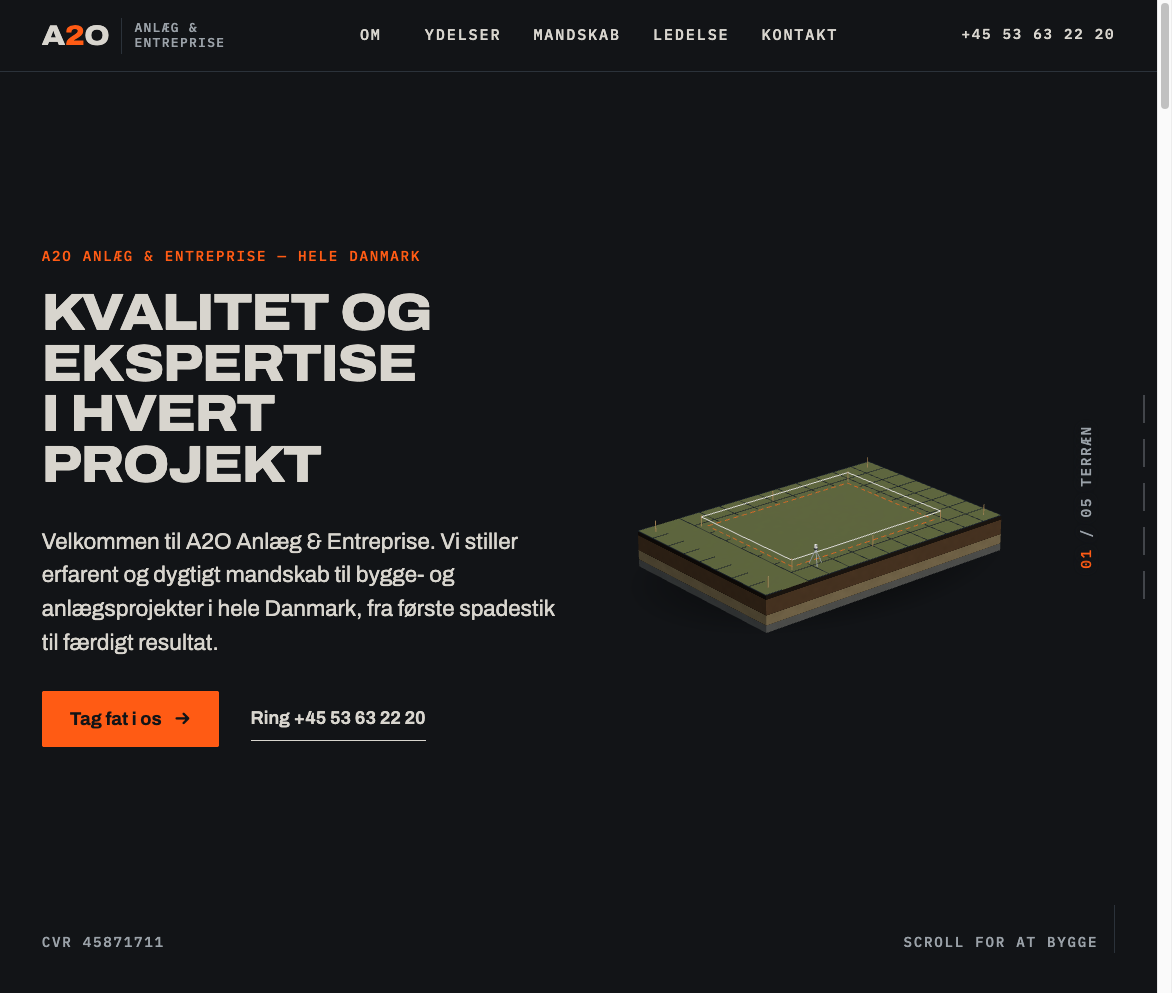 A2O
ANLÆG &
ENTREPRISE
OM
YDELSER
MANDSKAB
LEDELSE
KONTAKT
+45 53 63 22 20
A2O ANLÆG & ENTREPRISE — HELE DANMARK
KVALITET OG
EKSPERTISE
I HVERT
PROJEKT
Velkommen til A2O Anlæg & Entreprise. Vi stiller
erfarent og dygtigt mandskab til bygge- og
anlægsprojekter i hele Danmark, fra første spadestik
til færdigt resultat.
Tag fat i os →
Ring +45 53 63 22 20
01 / 05 TERRÆN
CVR 45871711
SCROLL FOR AT BYGGE